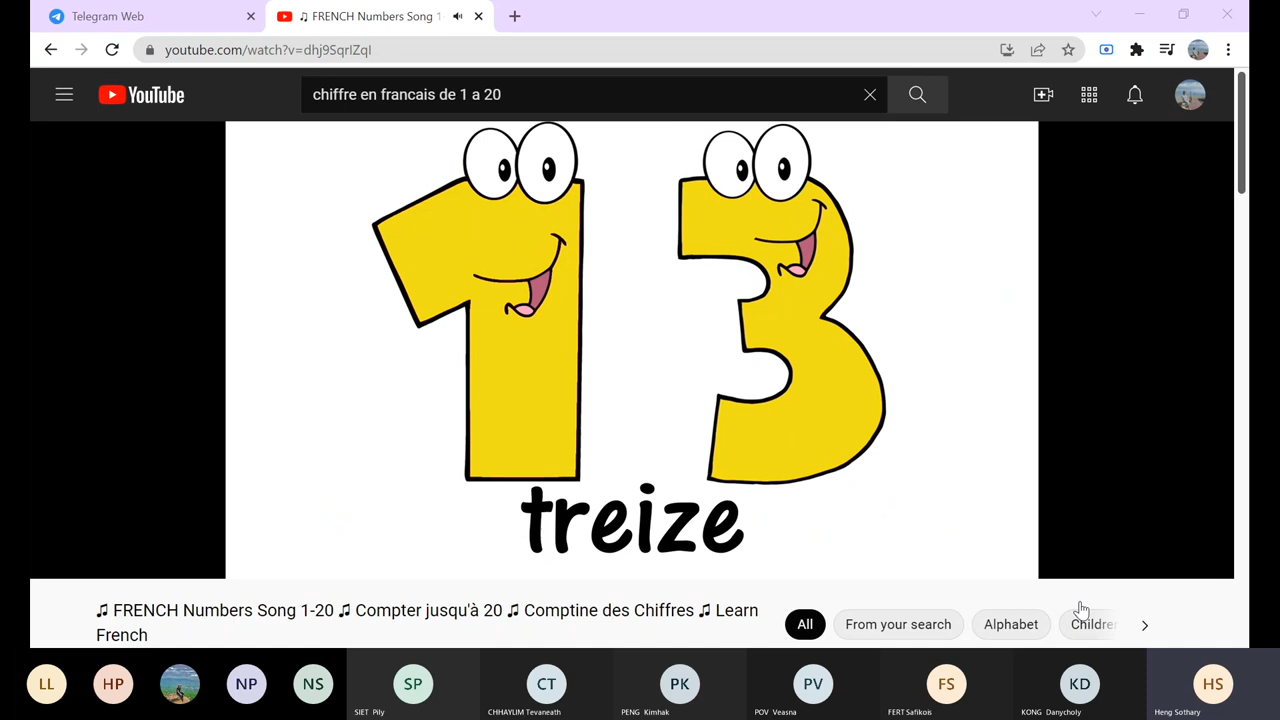 Telegram Web
♫ FRENCH Numbers Song 1-
youtube.com/watch?v=dhj9SqrIZqI
YouTube
chiffre en francais de 1 a 20
13
treize
♫ FRENCH Numbers Song 1-20 ♫ Compter jusqu'à 20 ♫ Comptine des Chiffres ♫ Learn
French
All
From your search
Alphabet
Childre
LL
HP
NP
NS
SP
CT
PK
PV
FS
KD
HS
SIET Pily
CHHAYLIM Tevaneath
PENG Kimhak
POV Veasna
FERT Safikois
KONG Danycholy
Heng Sothary